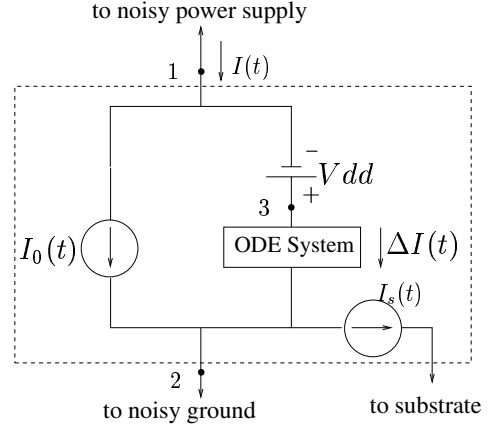 to noisy power supply
1
I(t)
−
Vdd
+
3
I₀(t)
ODE System
ΔI(t)
Iₛ(t)
2
to noisy ground
to substrate